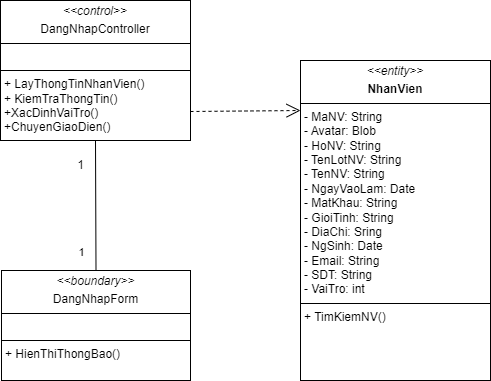 <<control>>
DangNhapController
+ LayThongTinNhanVien()
+ KiemTraThongTin()
+XacDinhVaiTro()
+ChuyenGiaoDien()
1
1
<<boundary>>
DangNhapForm
+ HienThiThongBao()
<<entity>>
NhanVien
- MaNV: String
- Avatar: Blob
- HoNV: String
- TenLotNV: String
- TenNV: String
- NgayVaoLam: Date
- MatKhau: String
- GioiTinh: String
- DiaChi: String
- NgSinh: Date
- Email: String
- SDT: String
- VaiTro: int
+ TimKiemNV()